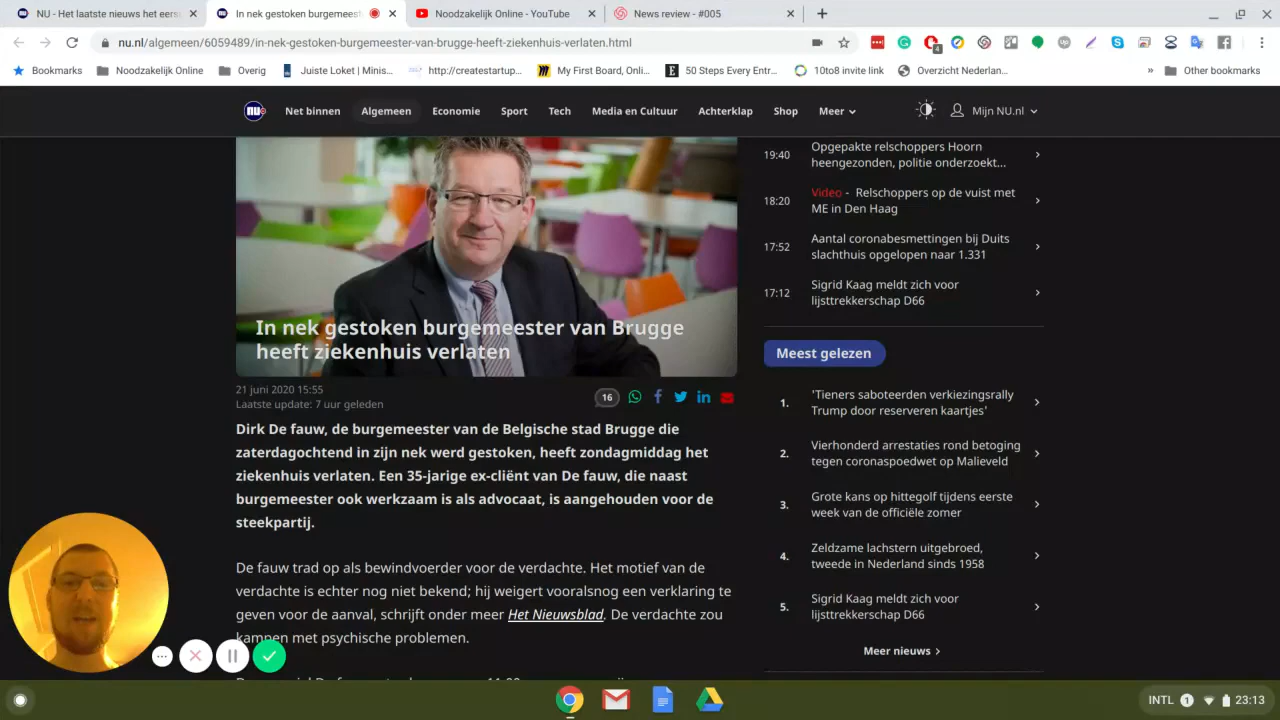 NU - Het laatste nieuws het eers
In nek gestoken burgemeest
Noodzakelijk Online - YouTube
News review - #005
nu.nl/algemeen/6059489/in-nek-gestoken-burgemeester-van-brugge-heeft-ziekenhuis-verlaten.html
4
Bookmarks
Noodzakelijk Online
Overig
Juiste Loket | Minis...
http://createstartup...
My First Board, Onli...
50 Steps Every Entr...
10to8 invite link
Overzicht Nederlan...
»
Other bookmarks
NU
Net binnen
Algemeen
Economie
Sport
Tech
Media en Cultuur
Achterklap
Shop
Meer
Mijn NU.nl
In nek gestoken burgemeester van Brugge
heeft ziekenhuis verlaten
21 juni 2020 15:55
Laatste update: 7 uur geleden
16
Dirk De fauw, de burgemeester van de Belgische stad Brugge die
zaterdagochtend in zijn nek werd gestoken, heeft zondagmiddag het
ziekenhuis verlaten. Een 35-jarige ex-cliënt van De fauw, die naast
burgemeester ook werkzaam is als advocaat, is aangehouden voor de
steekpartij.
De fauw trad op als bewindvoerder voor de verdachte. Het motief van de
verdachte is echter nog niet bekend; hij weigert vooralsnog een verklaring te
geven voor de aanval, schrijft onder meer Het Nieuwsblad. De verdachte zou
kampen met psychische problemen.
19:40 Opgepakte relschoppers Hoorn
heengezonden, politie onderzoekt...
18:20 Video - Relschoppers op de vuist met
ME in Den Haag
17:52 Aantal coronabesmettingen bij Duits
slachthuis opgelopen naar 1.331
17:12 Sigrid Kaag meldt zich voor
lijsttrekkerschap D66
Meest gelezen
1. 'Tieners saboteerden verkiezingsrally
Trump door reserveren kaartjes'
2. Vierhonderd arrestaties rond betoging
tegen coronaspoedwet op Malieveld
3. Grote kans op hittegolf tijdens eerste
week van de officiële zomer
4. Zeldzame lachstern uitgebroed,
tweede in Nederland sinds 1958
5. Sigrid Kaag meldt zich voor
lijsttrekkerschap D66
Meer nieuws
INTL 1 23:13